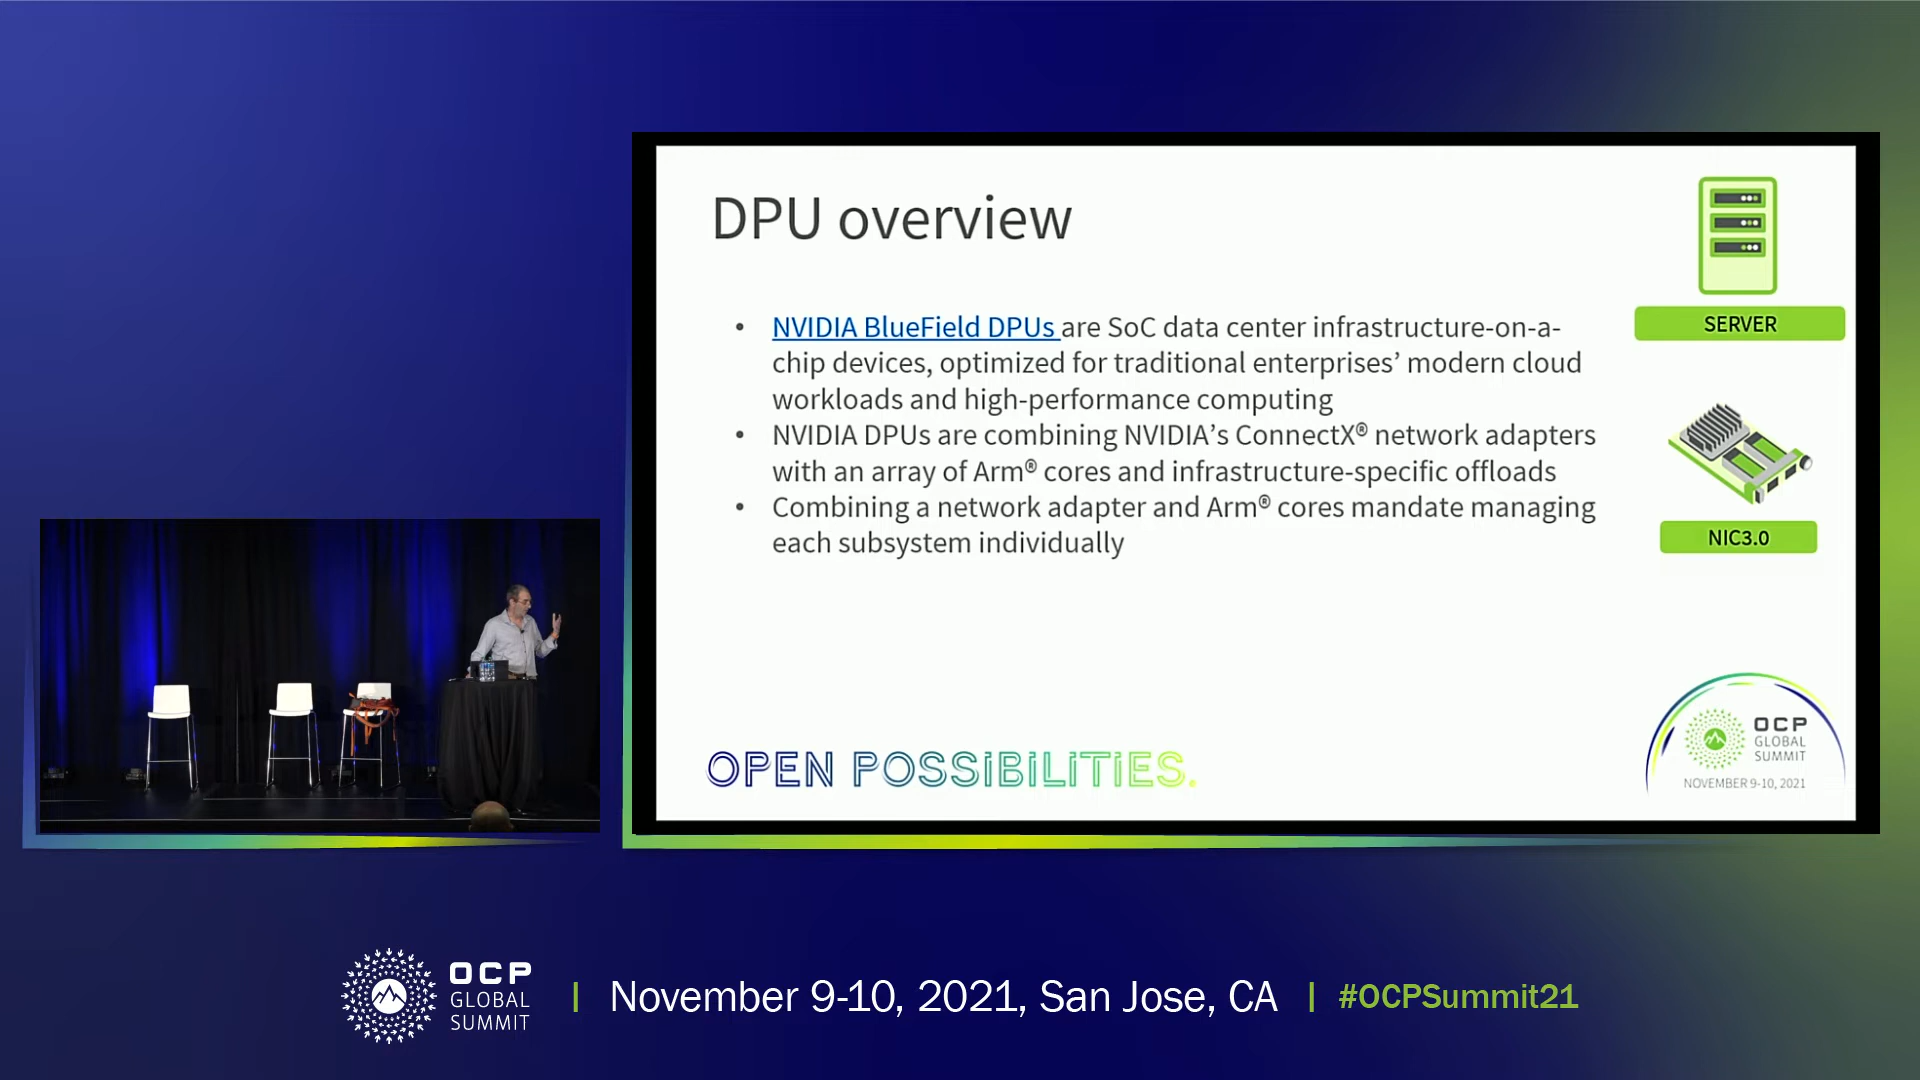 DPU overview
• NVIDIA BlueField DPUs are SoC data center infrastructure-on-a-
chip devices, optimized for traditional enterprises’ modern cloud
workloads and high-performance computing
• NVIDIA DPUs are combining NVIDIA’s ConnectX® network adapters
with an array of Arm® cores and infrastructure-specific offloads
• Combining a network adapter and Arm® cores mandate managing
each subsystem individually
SERVER
NIC3.0
OPEN POSSiBiLiTiES.
OCP
GLOBAL
SUMMIT
NOVEMBER 9-10, 2021
OCP
GLOBAL
SUMMIT
| November 9-10, 2021, San Jose, CA | #OCPSummit21